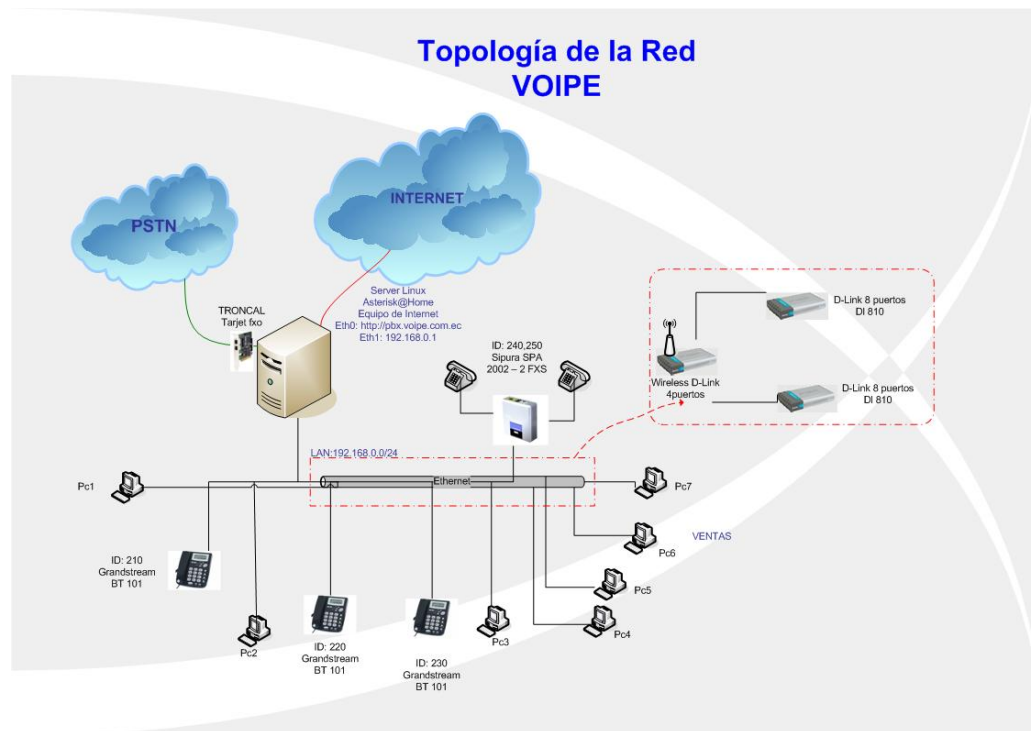 Topología de la Red
VOIPE
INTERNET
PSTN
Server Linux
Asterisk@Home
Equipo de Internet
Eth0: http://pbx.voipe.com.ec
Eth1: 192.168.0.1
TRONCAL
Tarjet fxo
ID: 240,250
Sipura SPA
2002 – 2 FXS
D-Link 8 puertos
DI 810
Wireless D-Link
4puertos
D-Link 8 puertos
DI 810
LAN:192.168.0.0/24
Ethernet
Pc1
Pc7
VENTAS
Pc6
ID: 210
Grandstream
BT 101
Pc5
Pc4
Pc2
ID: 220
Grandstream
BT 101
ID: 230
Grandstream
BT 101
Pc3